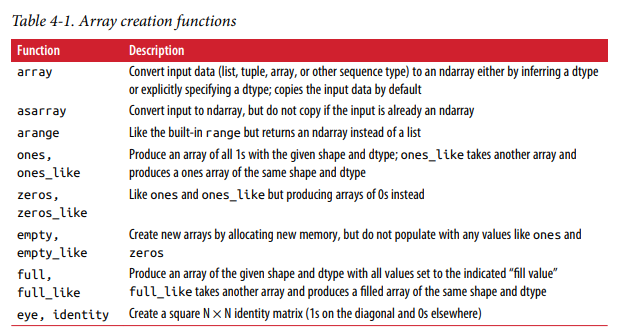 Table 4-1. Array creation functions
Function Description
array Convert input data (list, tuple, array, or other sequence type) to an ndarray either by inferring a dtype
or explicitly specifying a dtype; copies the input data by default
asarray Convert input to ndarray, but do not copy if the input is already an ndarray
arange Like the built-in range but returns an ndarray instead of a list
ones, Produce an array of all 1s with the given shape and dtype; ones_like takes another array and
ones_like produces a ones array of the same shape and dtype
zeros, Like ones and ones_like but producing arrays of 0s instead
zeros_like
empty, Create new arrays by allocating new memory, but do not populate with any values like ones and
empty_like zeros
full, Produce an array of the given shape and dtype with all values set to the indicated “fill value”
full_like full_like takes another array and produces a filled array of the same shape and dtype
eye, identity Create a square N × N identity matrix (1s on the diagonal and 0s elsewhere)